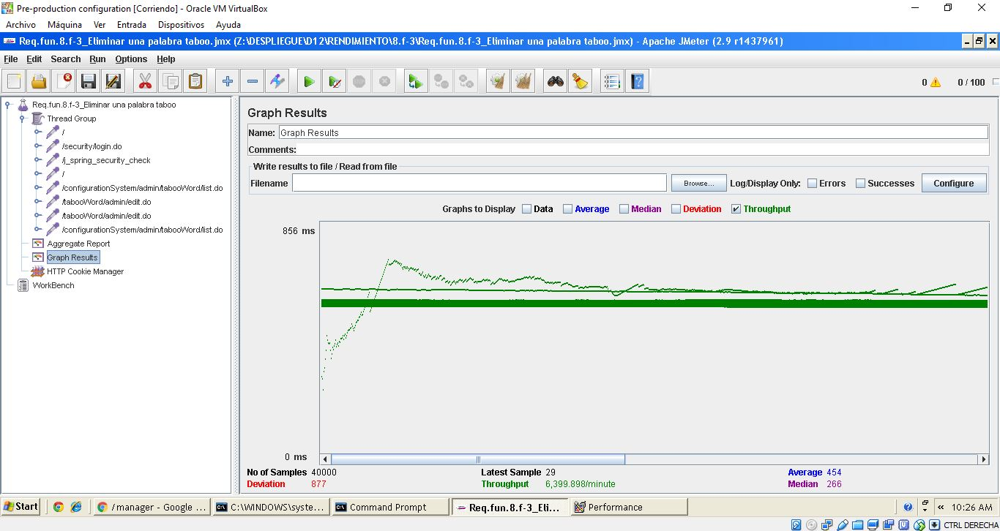 Pre-production configuration [Corriendo] - Oracle VM VirtualBox
Archivo Máquina Ver Entrada Dispositivos Ayuda
Req.fun.8.f-3_Eliminar una palabra taboo.jmx (Z:\DESPLIEGUE\D12\RENDIMIENTO\8.f-3\Req.fun.8.f-3_Eliminar una palabra taboo.jmx) - Apache JMeter (2.9 r1437961)
File Edit Search Run Options Help
0 0 / 100
Req.fun.8.f-3_Eliminar una palabra taboo
Thread Group
/
/security/login.do
/j_spring_security_check
/
/configurationSystem/admin/tabooWord/list.do
/tabooWord/admin/edit.do
/tabooWord/admin/edit.do
/configurationSystem/admin/tabooWord/list.do
Aggregate Report
Graph Results
HTTP Cookie Manager
WorkBench
Graph Results
Name: Graph Results
Comments:
Write results to file / Read from file
Filename Browse... Log/Display Only: Errors Successes Configure
Graphs to Display Data Average Median Deviation Throughput
856 ms
0 ms
No of Samples 40000 Latest Sample 29 Average 454
Deviation 877 Throughput 6,399.898/minute Median 266
Start /manager - Google ... C:\WINDOWS\syste... Command Prompt Req.fun.8.f-3_Eli... Performance « 10:26 AM
CTRL DERECHA